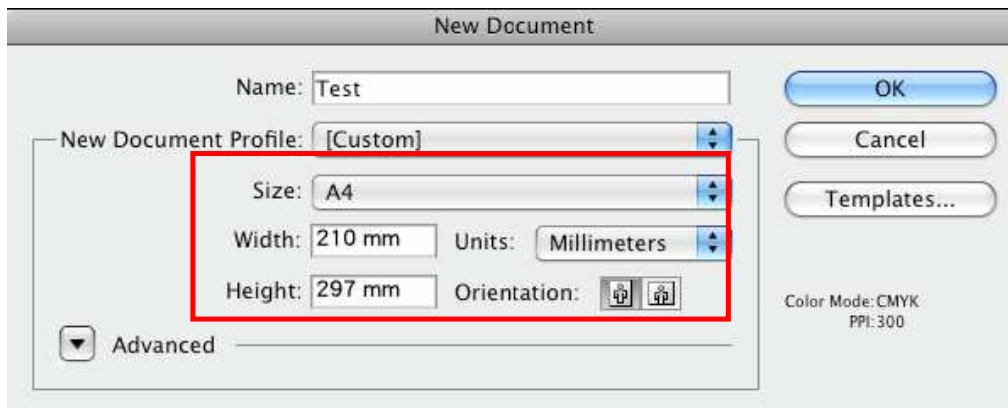 New Document
Name: Test
OK
New Document Profile: [Custom]
Cancel
Size: A4
Templates...
Width: 210 mm Units: Millimeters
Height: 297 mm Orientation:
Color Mode: CMYK
PPI: 300
Advanced